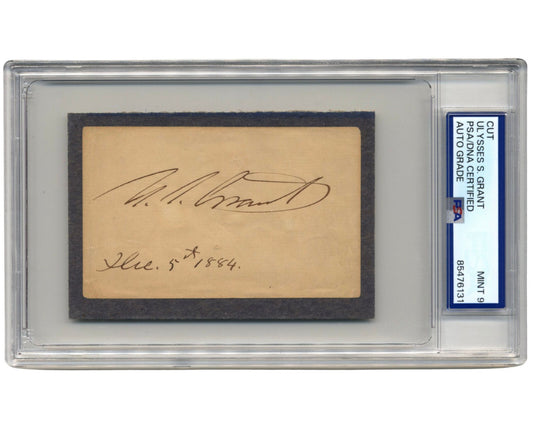 U. S. Grant
Dec. 5th 1884.
CUT
ULYSSES S. GRANT
PSA/DNA CERTIFIED
AUTO GRADE
MINT 9
PSA
85476131